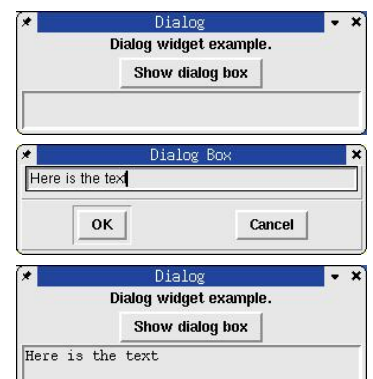 Dialog
Dialog widget example.
Show dialog box
Dialog Box
Here is the text
OK Cancel
Dialog
Dialog widget example.
Show dialog box
Here is the text